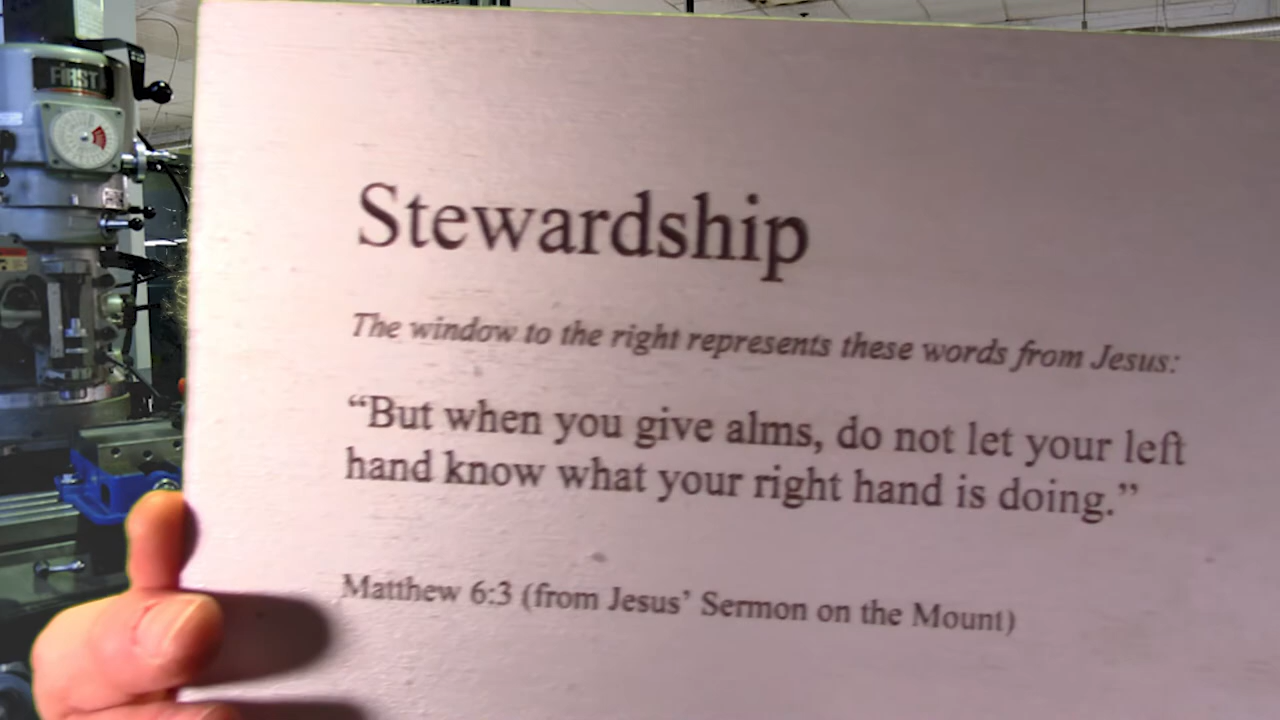 FIRST
Stewardship
The window to the right represents these words from Jesus:
“But when you give alms, do not let your left
hand know what your right hand is doing.”
Matthew 6:3 (from Jesus’ Sermon on the Mount)